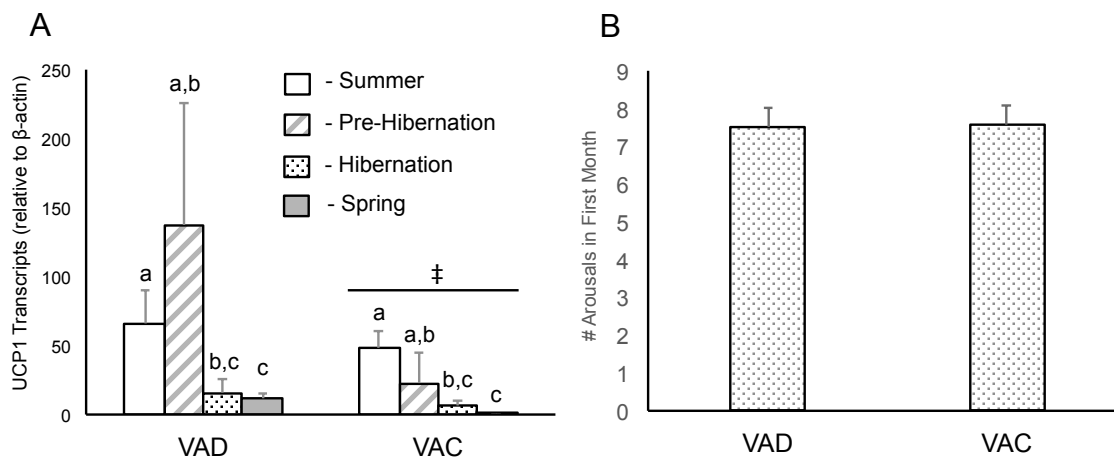 A
UCP1 Transcripts (relative to β-actin)
250
200
150
100
50
0
a
a,b
b,c
c
‡
a
a,b
b,c
c
- Summer
- Pre-Hibernation
- Hibernation
- Spring
VAD
VAC
B
# Arousals in First Month
9
8
7
6
5
4
3
2
1
0
VAD
VAC